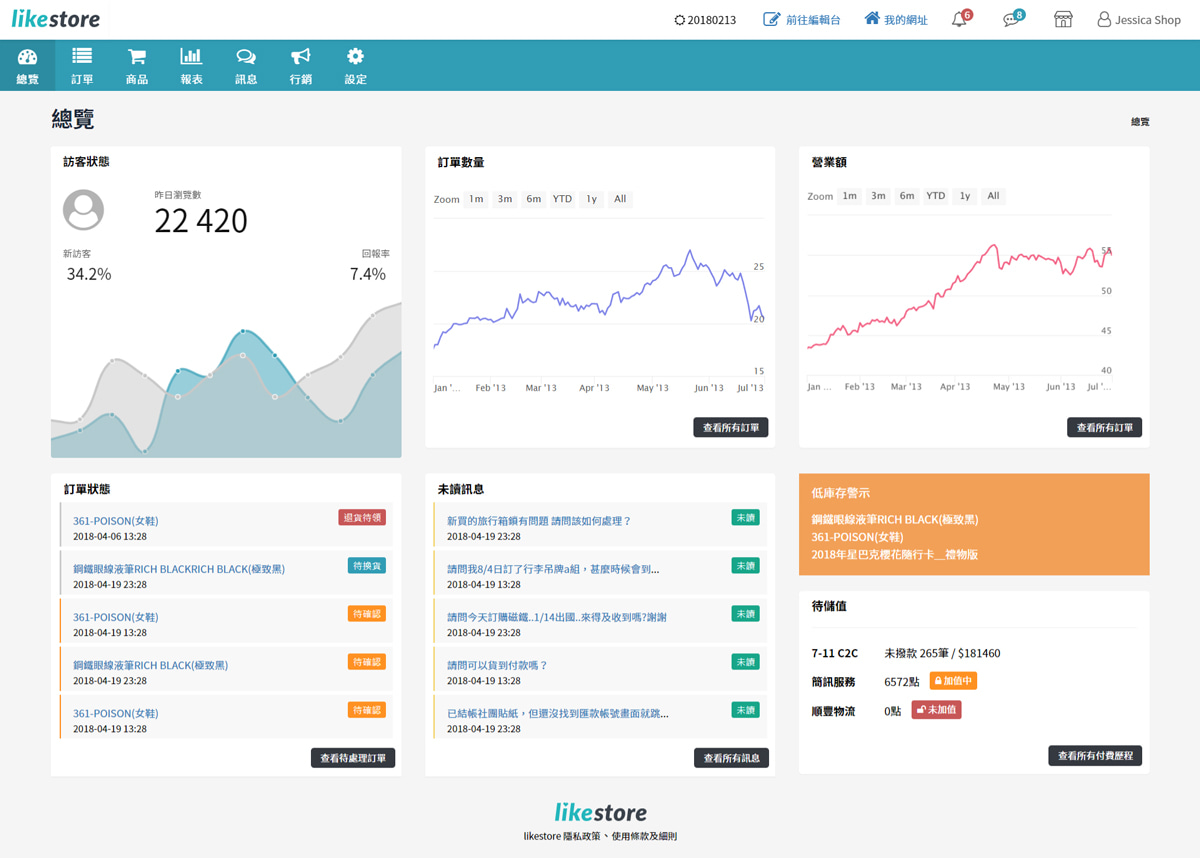 likestore
20180213
前往編輯台
我的網址
6
8
Jessica Shop
總覽
訂單
商品
報表
訊息
行銷
設定
總覽
總覽
訪客狀態
昨日瀏覽數
22 420
新訪客
回報率
34.2%
7.4%
訂單數量
Zoom 1m 3m 6m YTD 1y All
25
20
15
Jan '... Feb '13 Mar '13 Apr '13 May '13 Jun '13 Jul '13
查看所有訂單
營業額
Zoom 1m 3m 6m YTD 1y All
55
50
45
40
Jan ... Feb '13 Mar '13 Apr '13 May '13 Jun '13 Jul '...
查看所有訂單
訂單狀態
361-POISON(女鞋)
退貨待領
2018-04-06 13:28
鋼鐵眼線液筆RICH BLACKRICH BLACK(極致黑)
待換貨
2018-04-19 23:28
361-POISON(女鞋)
待確認
2018-04-19 13:28
鋼鐵眼線液筆RICH BLACK(極致黑)
待確認
2018-04-19 23:28
361-POISON(女鞋)
待確認
2018-04-19 13:28
查看待處理訂單
未讀訊息
新買的旅行箱鎖有問題 請問該如何處理？
未讀
2018-04-19 23:28
請問我8/4日訂了行李吊牌a組，甚麼時候會到...
未讀
2018-04-19 13:28
請問今天訂購磁鐵..1/14出國..來得及收到嗎?謝謝
未讀
2018-04-19 23:28
請問可以貨到付款嗎？
未讀
2018-04-19 13:28
已結帳社團貼紙，但還沒找到匯款帳號畫面就跳...
未讀
2018-04-19 23:28
查看所有訊息
低庫存警示
鋼鐵眼線液筆RICH BLACK(極致黑)
361-POISON(女鞋)
2018年星巴克櫻花隨行卡__禮物版
待儲值
7-11 C2C 未撥款 265筆 / $181460
簡訊服務 6572點 加值中
順豐物流 0點 未加值
查看所有付費歷程
likestore
likestore 隱私政策、使用條款及細則